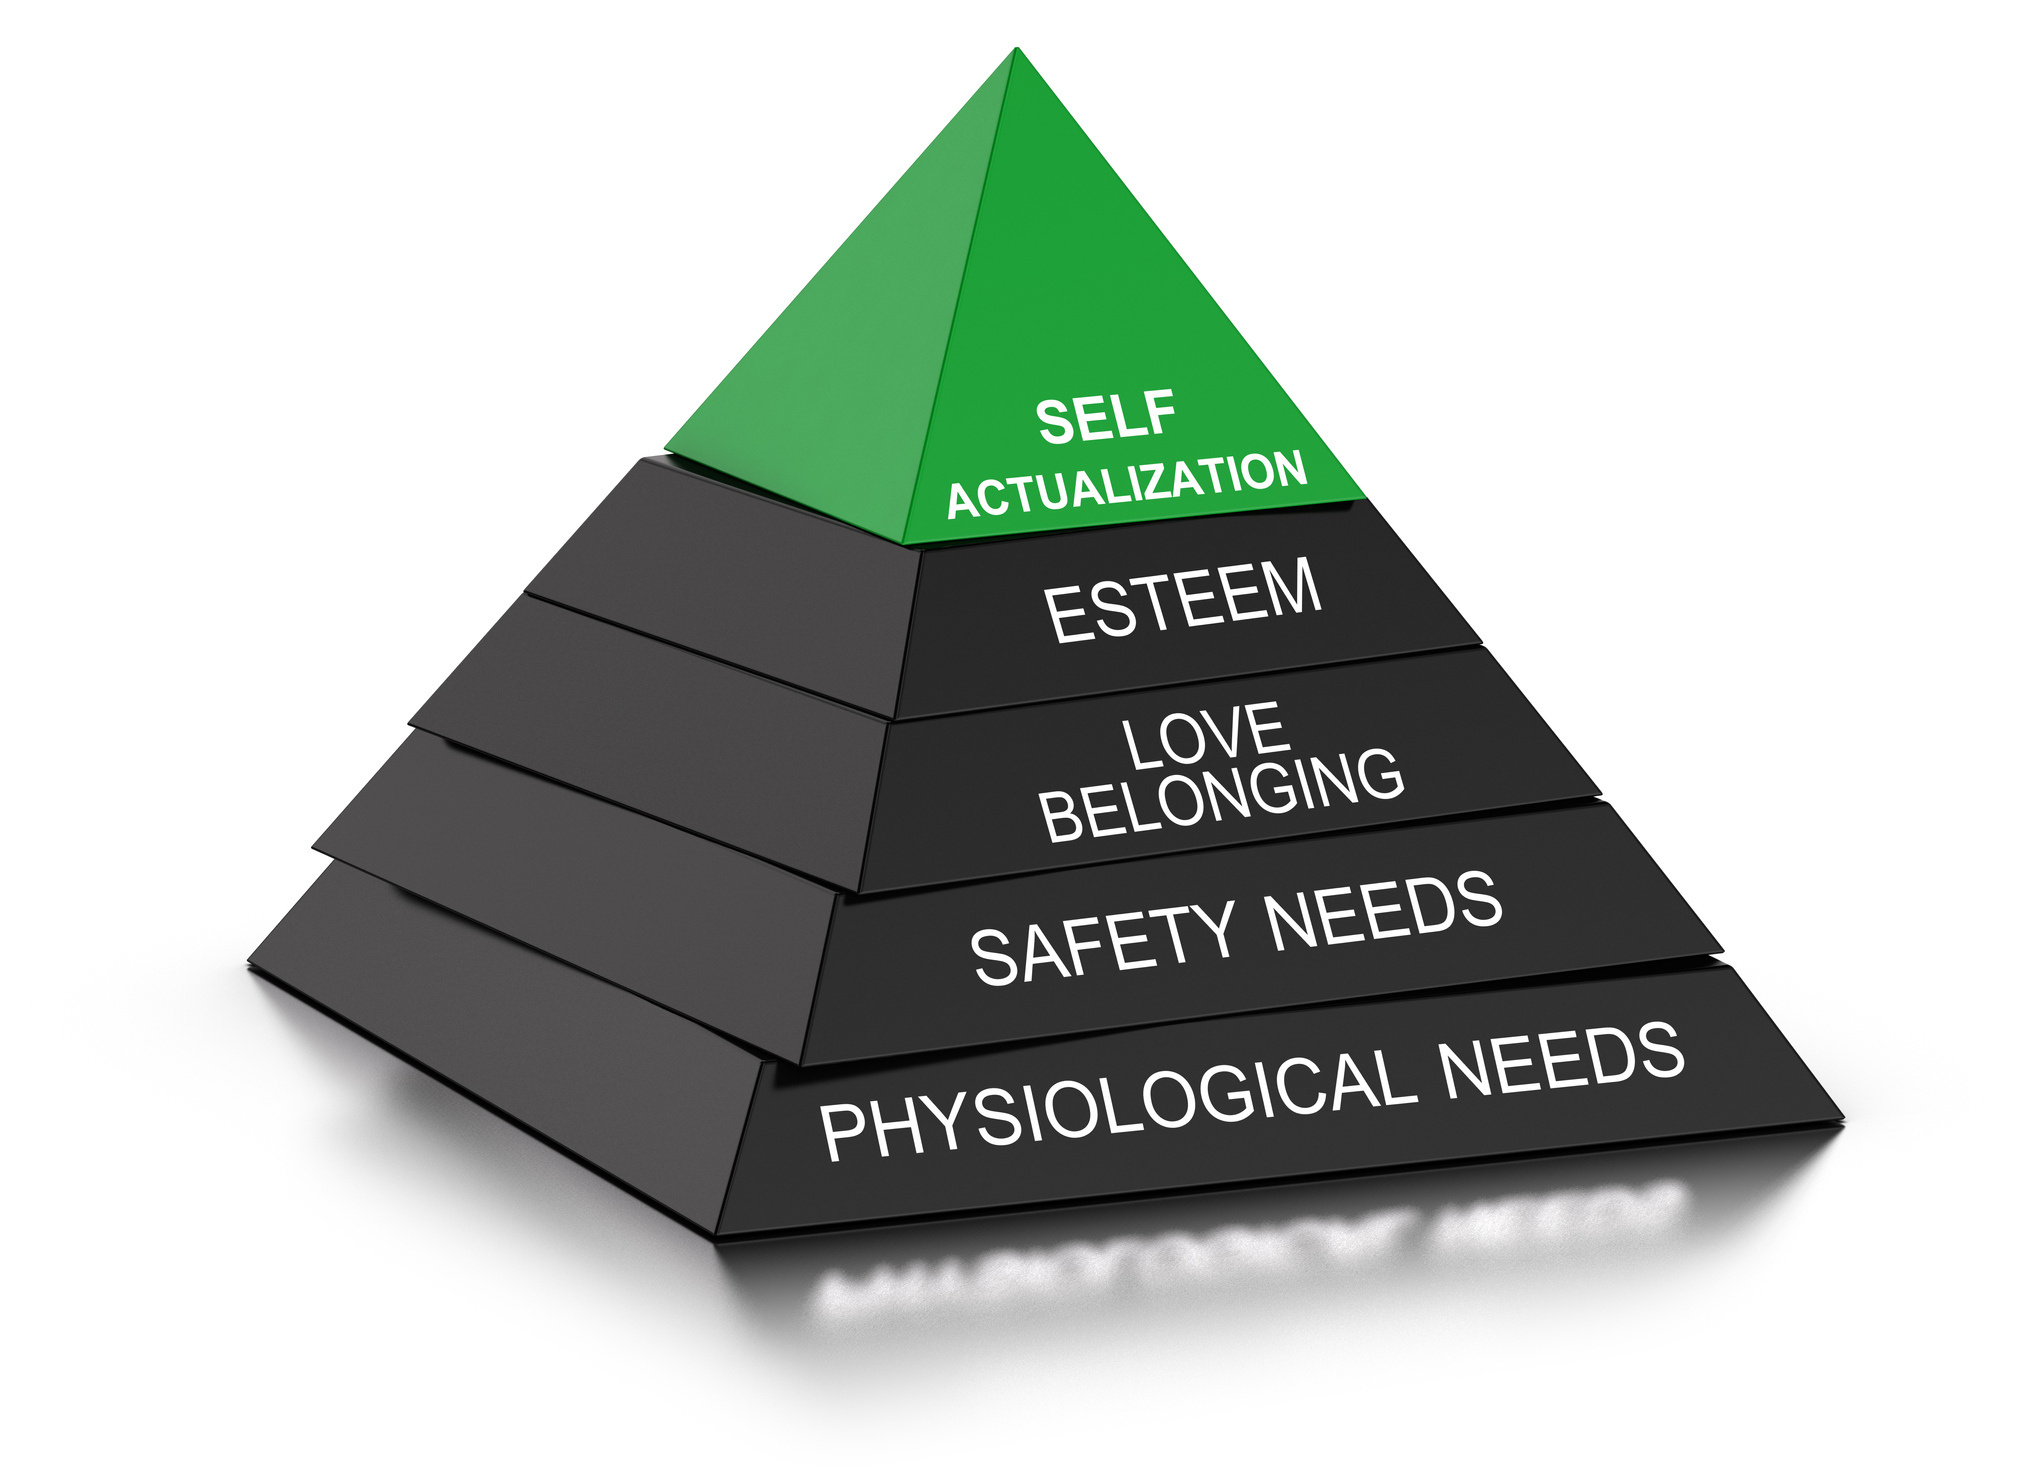 SELF
ACTUALIZATION
ESTEEM
LOVE
BELONGING
SAFETY NEEDS
PHYSIOLOGICAL NEEDS